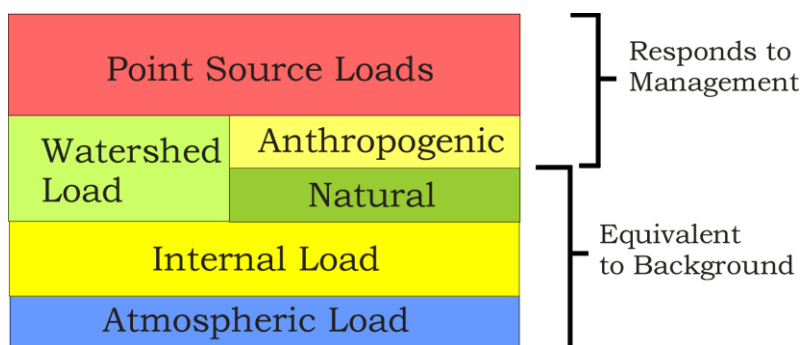 Point Source Loads
Responds to
Management
Watershed
Load
Anthropogenic
Natural
Internal Load
Equivalent
to Background
Atmospheric Load